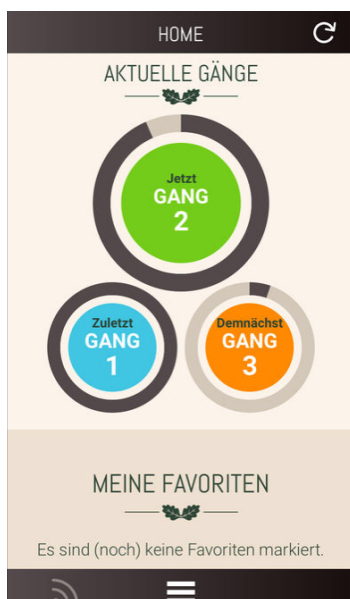 HOME
AKTUELLE GÄNGE
Jetzt
GANG
2
Zuletzt
GANG
1
Demnächst
GANG
3
MEINE FAVORITEN
Es sind (noch) keine Favoriten markiert.